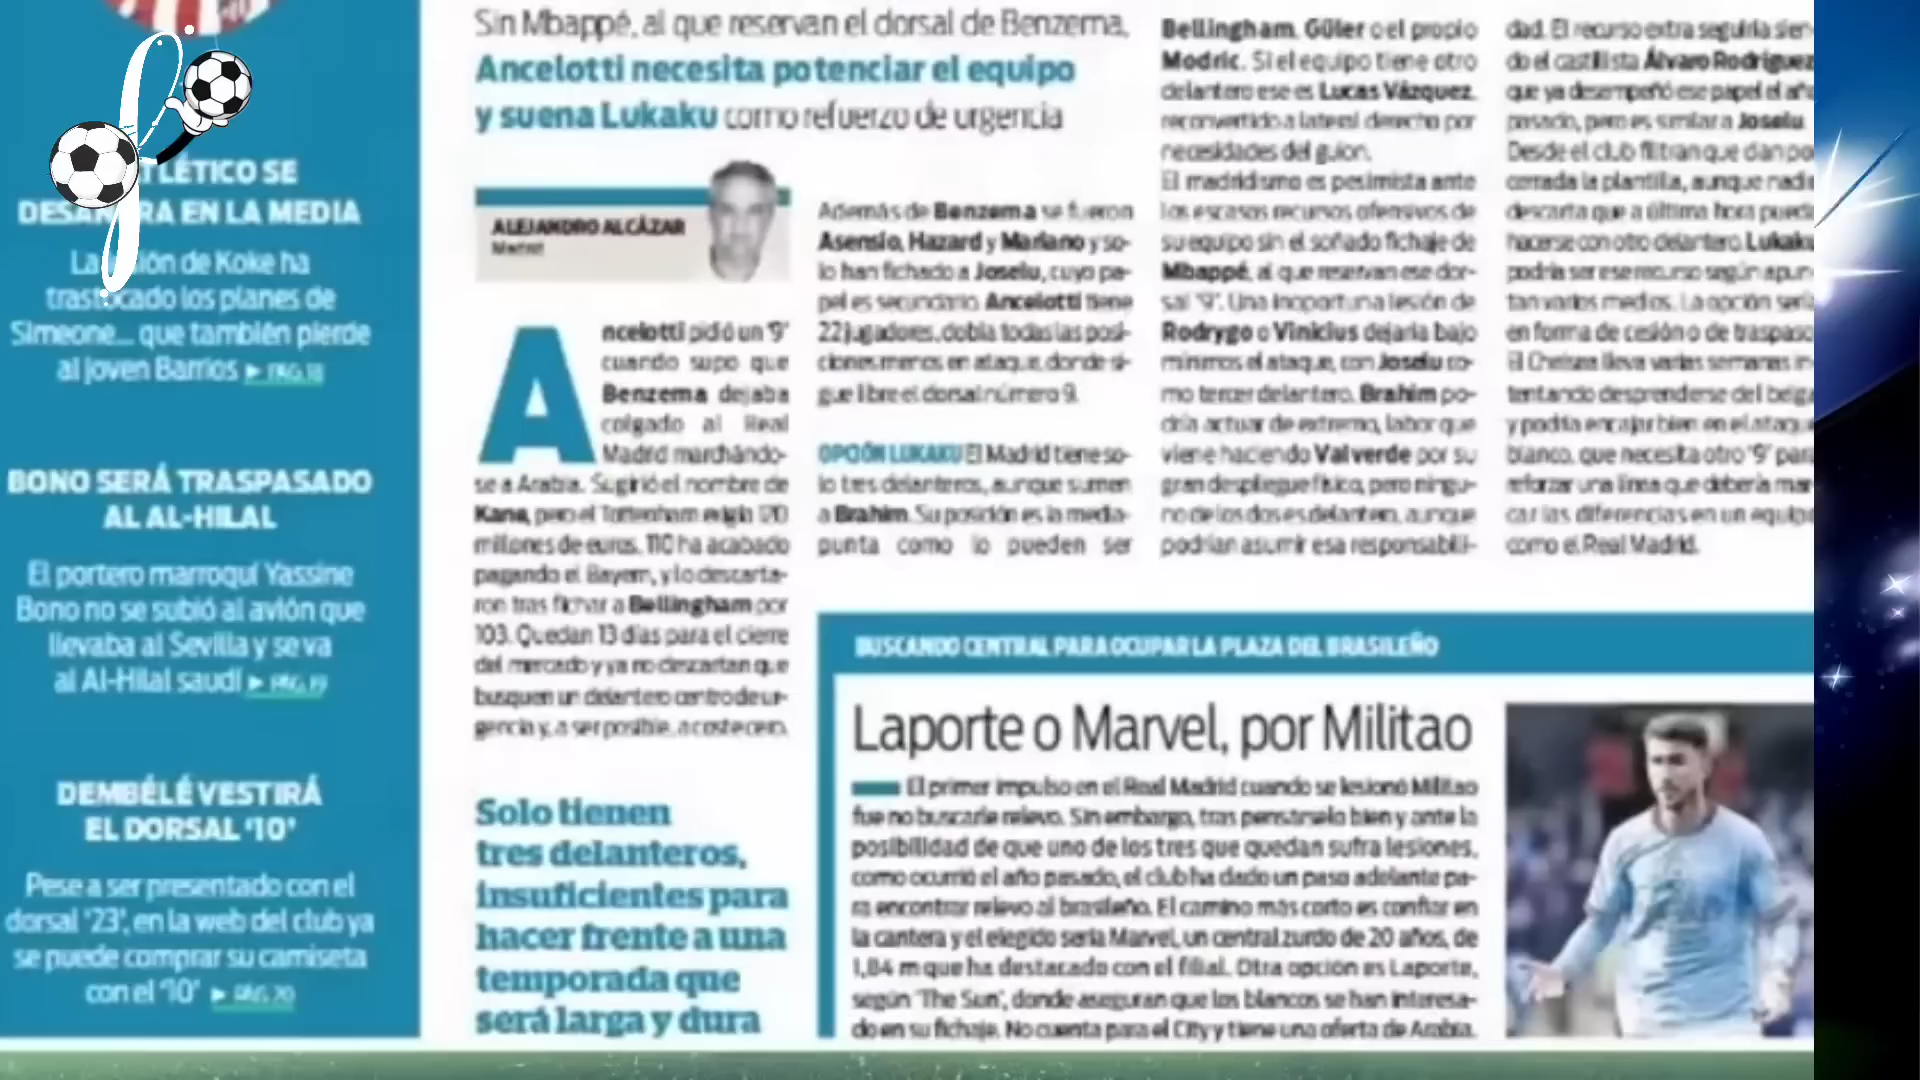 TLÉTICO SE
DESAN RA EN LA MEDIA
La sión de Koke ha
trastocado los planes de
Simeone... que también pierde
al joven Barrios ► PÁG. 18
BONO SERÁ TRASPASADO
AL AL-HILAL
El portero marroquí Yassine
Bono no se subió al avión que
llevaba al Sevilla y se va
al Al-Hilal saudí ► PÁG. 19
DEMBÉLÉ VESTIRÁ
EL DORSAL '10'
Pese a ser presentado con el
dorsal '23', en la web del club ya
se puede comprar su camiseta
con el '10' ► PÁG. 20
Sin Mbappé, al que reservan el dorsal de Benzema,
Ancelotti necesita potenciar el equipo
y suena Lukaku como refuerzo de urgencia
ALEJANDRO ALCÁZAR
Madrid
Ancelotti pidió un '9'
cuando supo que
Benzema dejaba
colgado al Real
Madrid marchándo-
se a Arabia. Sugirió el nombre de
Kane, pero el Tottenham exigía 120
millones de euros. 110 ha acabado
pagando el Bayern, y lo descarta-
ron tras fichar a Bellingham por
103. Quedan 13 días para el cierre
del mercado y ya no descartan que
busquen un delantero centro de ur-
gencia y, a ser posible, a coste cero.
Solo tienen
tres delanteros,
insuficientes para
hacer frente a una
temporada que
será larga y dura
Además de Benzema se fueron
Asensio, Hazard y Mariano y so-
lo han fichado a Joselu, cuyo pa-
pel es secundario. Ancelotti tiene
22 jugadores, dobla todas las posi-
ciones menos en ataque, donde si-
gue libre el dorsal número 9.
OPCIÓN LUKAKU El Madrid tiene so-
lo tres delanteros, aunque sumen
a Brahim. Su posición es la media-
punta como lo pueden ser
Bellingham, Güler o el propio
Modric. Si el equipo tiene otro
delantero ese es Lucas Vázquez,
reconvertido a lateral derecho por
necesidades del guion.
El madridismo es pesimista ante
los escasos recursos ofensivos de
su equipo sin el soñado fichaje de
Mbappé, al que reservan ese dor-
sal '9'. Una inoportuna lesión de
Rodrygo o Vinicius dejaría bajo
mínimos el ataque, con Joselu co-
mo tercer delantero. Brahim po-
dría actuar de extremo, labor que
viene haciendo Valverde por su
gran despliegue físico, pero ningu-
no de los dos es delantero, aunque
podrían asumir esa responsabili-
dad. El recurso extra seguiría sien-
do el castillista Álvaro Rodríguez
que ya desempeñó ese papel el año
pasado, pero es similar a Joselu.
Desde el club filtran que dan por
cerrada la plantilla, aunque nadie
descarta que a última hora pueda
hacerse con otro delantero. Lukaku
podría ser ese recurso según apun-
tan varios medios. La opción sería
en forma de cesión o de traspaso.
El Chelsea lleva varias semanas in-
tentando desprenderse del belga
y podría encajar bien en el ataque
blanco, que necesita otro '9' para
reforzar una línea que debería mar-
car las diferencias en un equipo
como el Real Madrid.
BUSCANDO CENTRAL PARA OCUPAR LA PLAZA DEL BRASILEÑO
Laporte o Marvel, por Militao
El primer impulso en el Real Madrid cuando se lesionó Militao
fue no buscarle relevo. Sin embargo, tras pensárselo bien y ante la
posibilidad de que uno de los tres que quedan sufra lesiones,
como ocurrió el año pasado, el club ha dado un paso adelante pa-
ra encontrar relevo al brasileño. El camino más corto es confiar en
la cantera y el elegido sería Marvel, un central zurdo de 20 años, de
1,84 m que ha destacado con el filial. Otra opción es Laporte,
según 'The Sun', donde aseguran que los blancos se han interesa-
do en su fichaje. No cuenta para el City y tiene una oferta de Arabia.